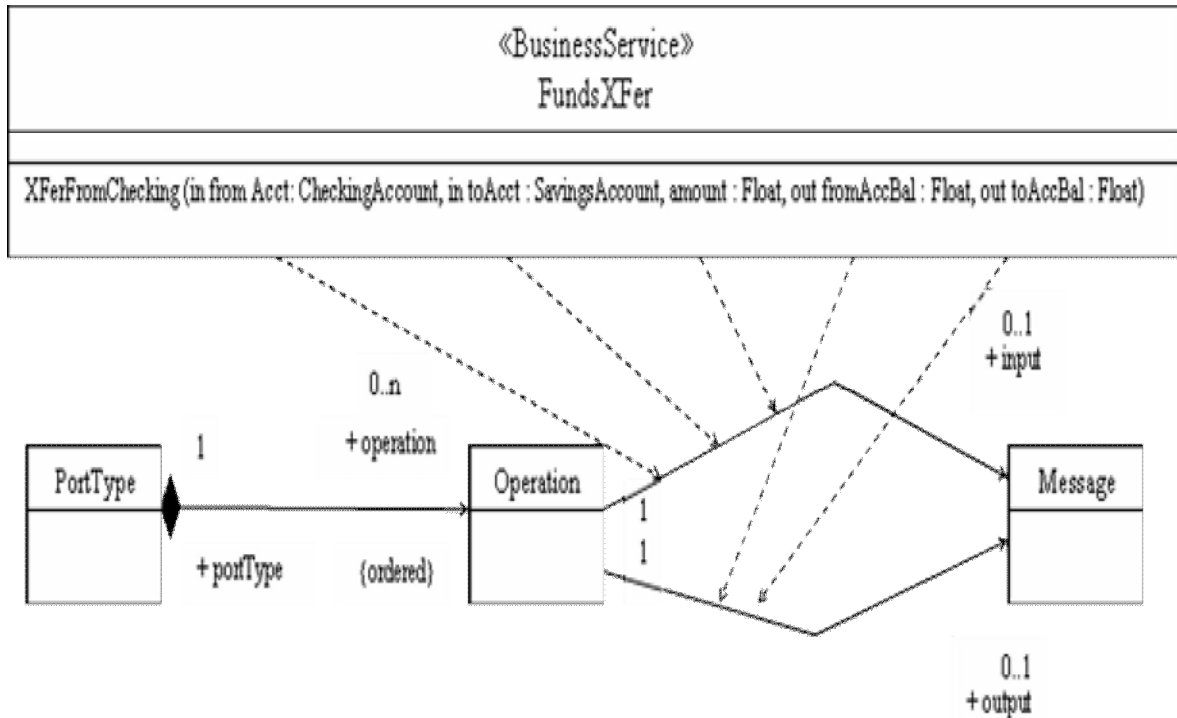 «BusinessService»
FundsXFer
XFerFromChecking (in from Acct: CheckingAccount, in toAcct : SavingsAccount, amount : Float, out fromAccBal : Float, out toAccBal : Float)
0..1
+ input
0..n
1
+ operation
PortType
Operation
Message
1
1
+ portType
{ordered}
0..1
+ output